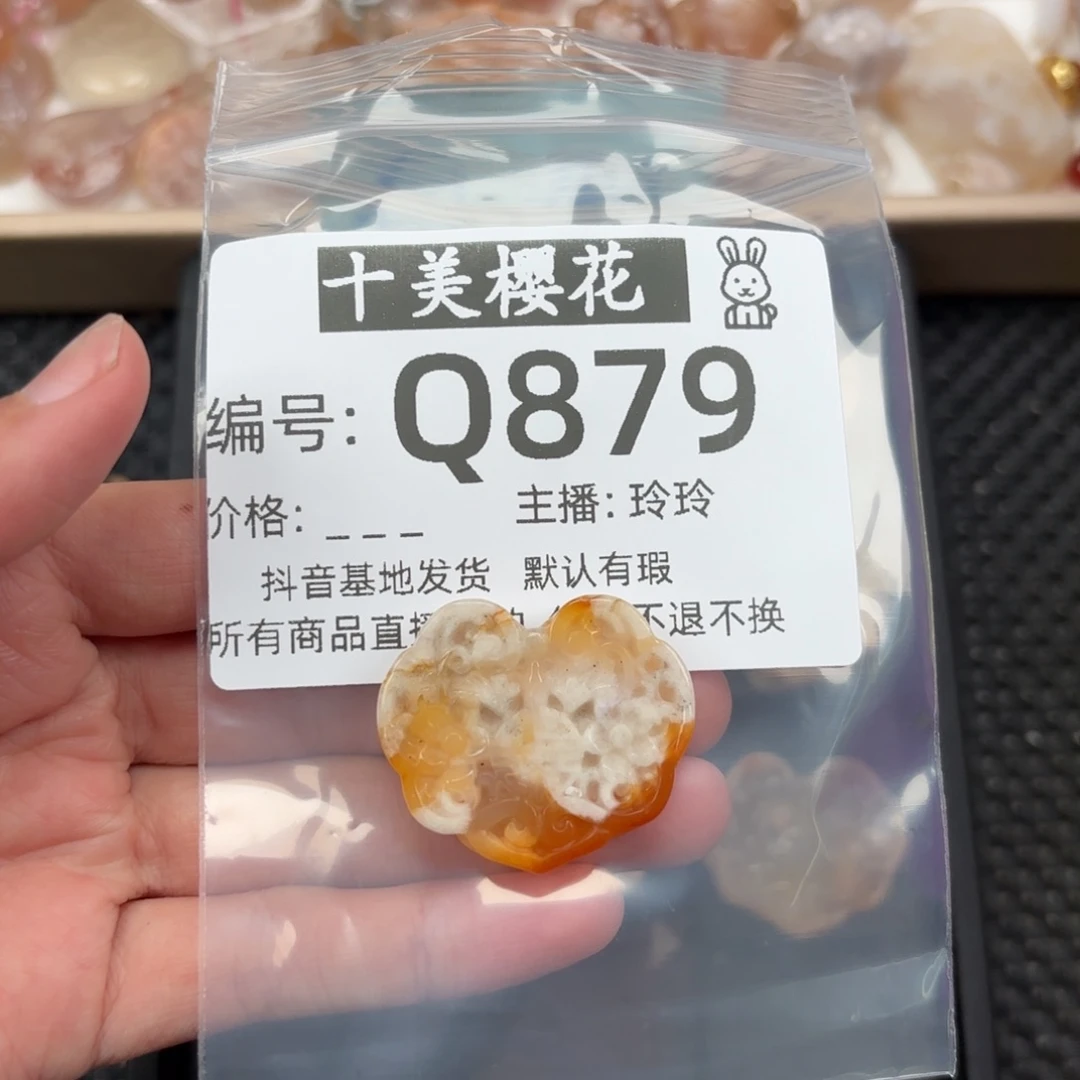 十美樱花
编号: Q879
价格: _ _ _ 主播: 玲玲
抖音基地发货 默认有瑕
所有商品直播 不退不换